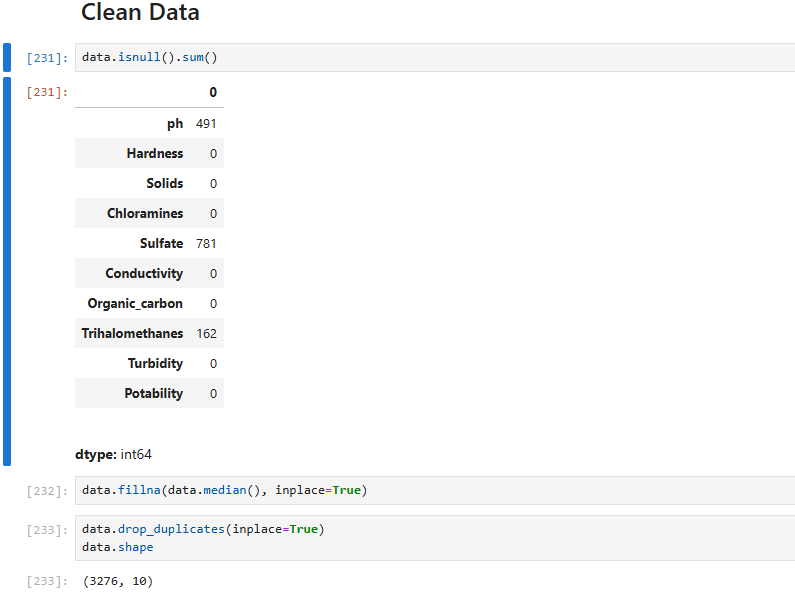 Clean Data
[231]: data.isnull().sum()
[231]: 0
ph 491
Hardness 0
Solids 0
Chloramines 0
Sulfate 781
Conductivity 0
Organic_carbon 0
Trihalomethanes 162
Turbidity 0
Potability 0
dtype: int64
[232]: data.fillna(data.median(), inplace=True)
[233]: data.drop_duplicates(inplace=True)
data.shape
[233]: (3276, 10)